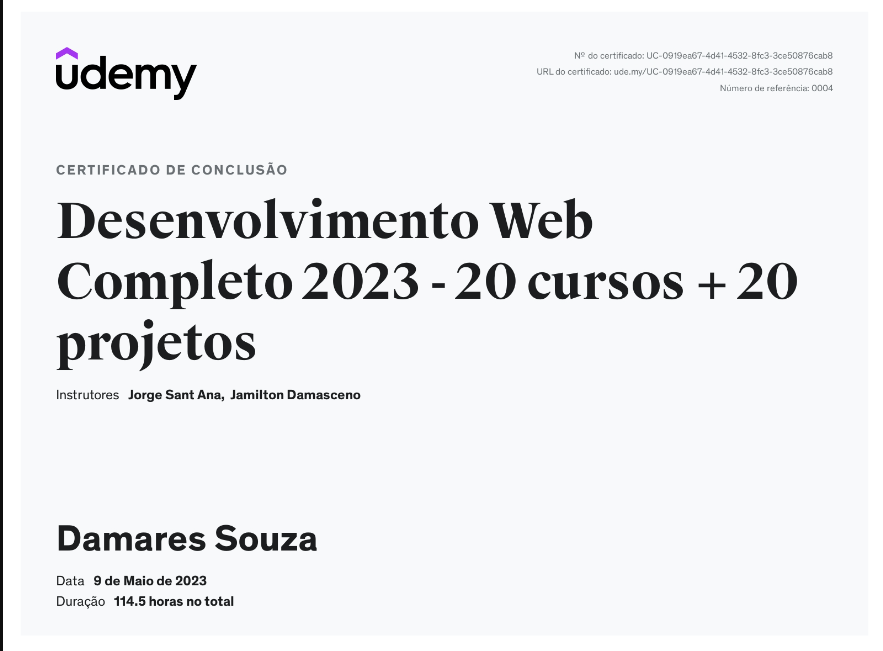 udemy
Nº do certificado: UC-0919ea67-4d41-4532-8fc3-3ce50876cab8
URL do certificado: ude.my/UC-0919ea67-4d41-4532-8fc3-3ce50876cab8
Número de referência: 0004
CERTIFICADO DE CONCLUSÃO
Desenvolvimento Web
Completo 2023 - 20 cursos + 20
projetos
Instrutores Jorge Sant Ana, Jamilton Damasceno
Damares Souza
Data 9 de Maio de 2023
Duração 114.5 horas no total